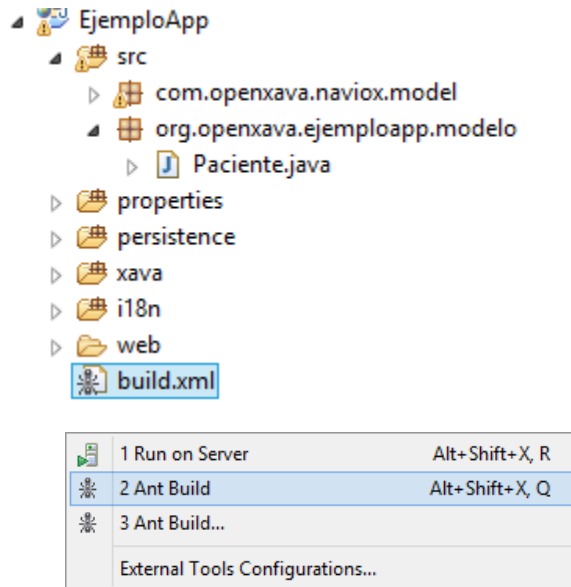 EjemploApp
src
com.openxava.naviox.model
org.openxava.ejemploapp.modelo
Paciente.java
properties
persistence
xava
i18n
web
build.xml
1 Run on Server Alt+Shift+X, R
2 Ant Build Alt+Shift+X, Q
3 Ant Build...
External Tools Configurations...